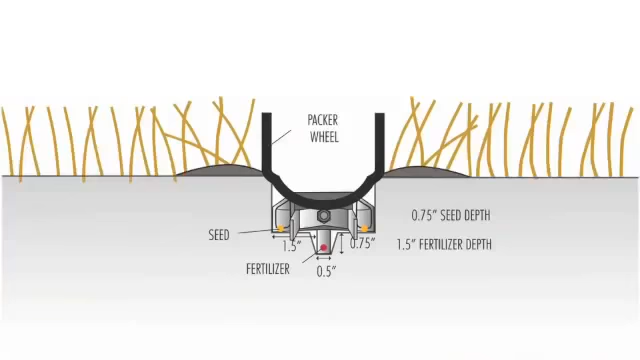 PACKER
WHEEL
0.75" SEED DEPTH
SEED
1.5"
0.75"
1.5" FERTILIZER DEPTH
FERTILIZER
0.5"